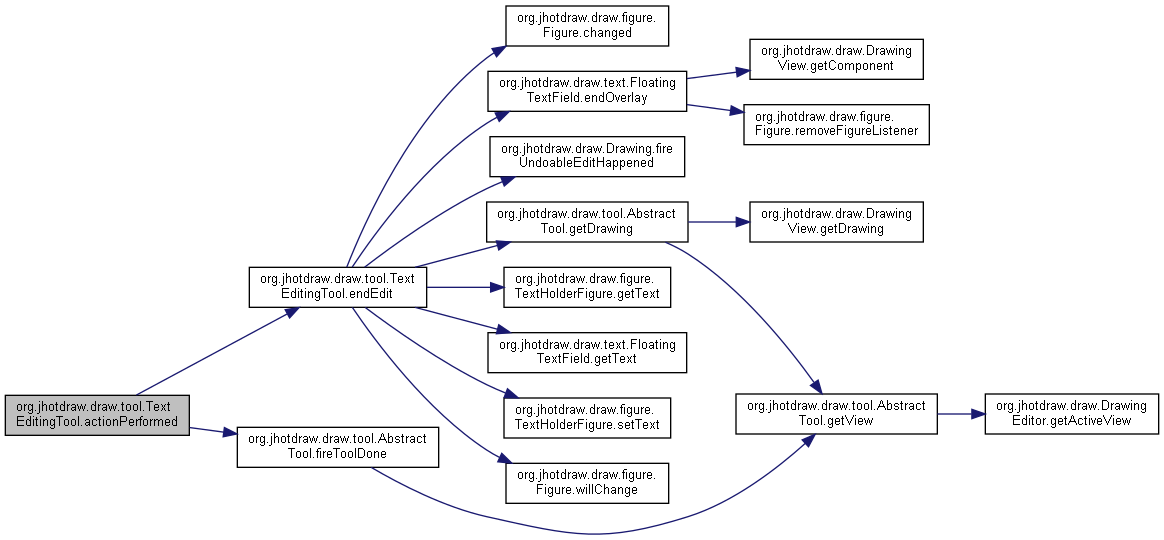 org.jhotdraw.draw.figure.
Figure.changed
org.jhotdraw.draw.Drawing
View.getComponent
org.jhotdraw.draw.text.Floating
TextField.endOverlay
org.jhotdraw.draw.figure.
Figure.removeFigureListener
org.jhotdraw.draw.Drawing.fire
UndoableEditHappened
org.jhotdraw.draw.tool.Abstract
Tool.getDrawing
org.jhotdraw.draw.Drawing
View.getDrawing
org.jhotdraw.draw.tool.Text
EditingTool.endEdit
org.jhotdraw.draw.figure.
TextHolderFigure.getText
org.jhotdraw.draw.text.Floating
TextField.getText
org.jhotdraw.draw.tool.Text
EditingTool.actionPerformed
org.jhotdraw.draw.figure.
TextHolderFigure.setText
org.jhotdraw.draw.tool.Abstract
Tool.getView
org.jhotdraw.draw.Drawing
Editor.getActiveView
org.jhotdraw.draw.tool.Abstract
Tool.fireToolDone
org.jhotdraw.draw.figure.
Figure.willChange